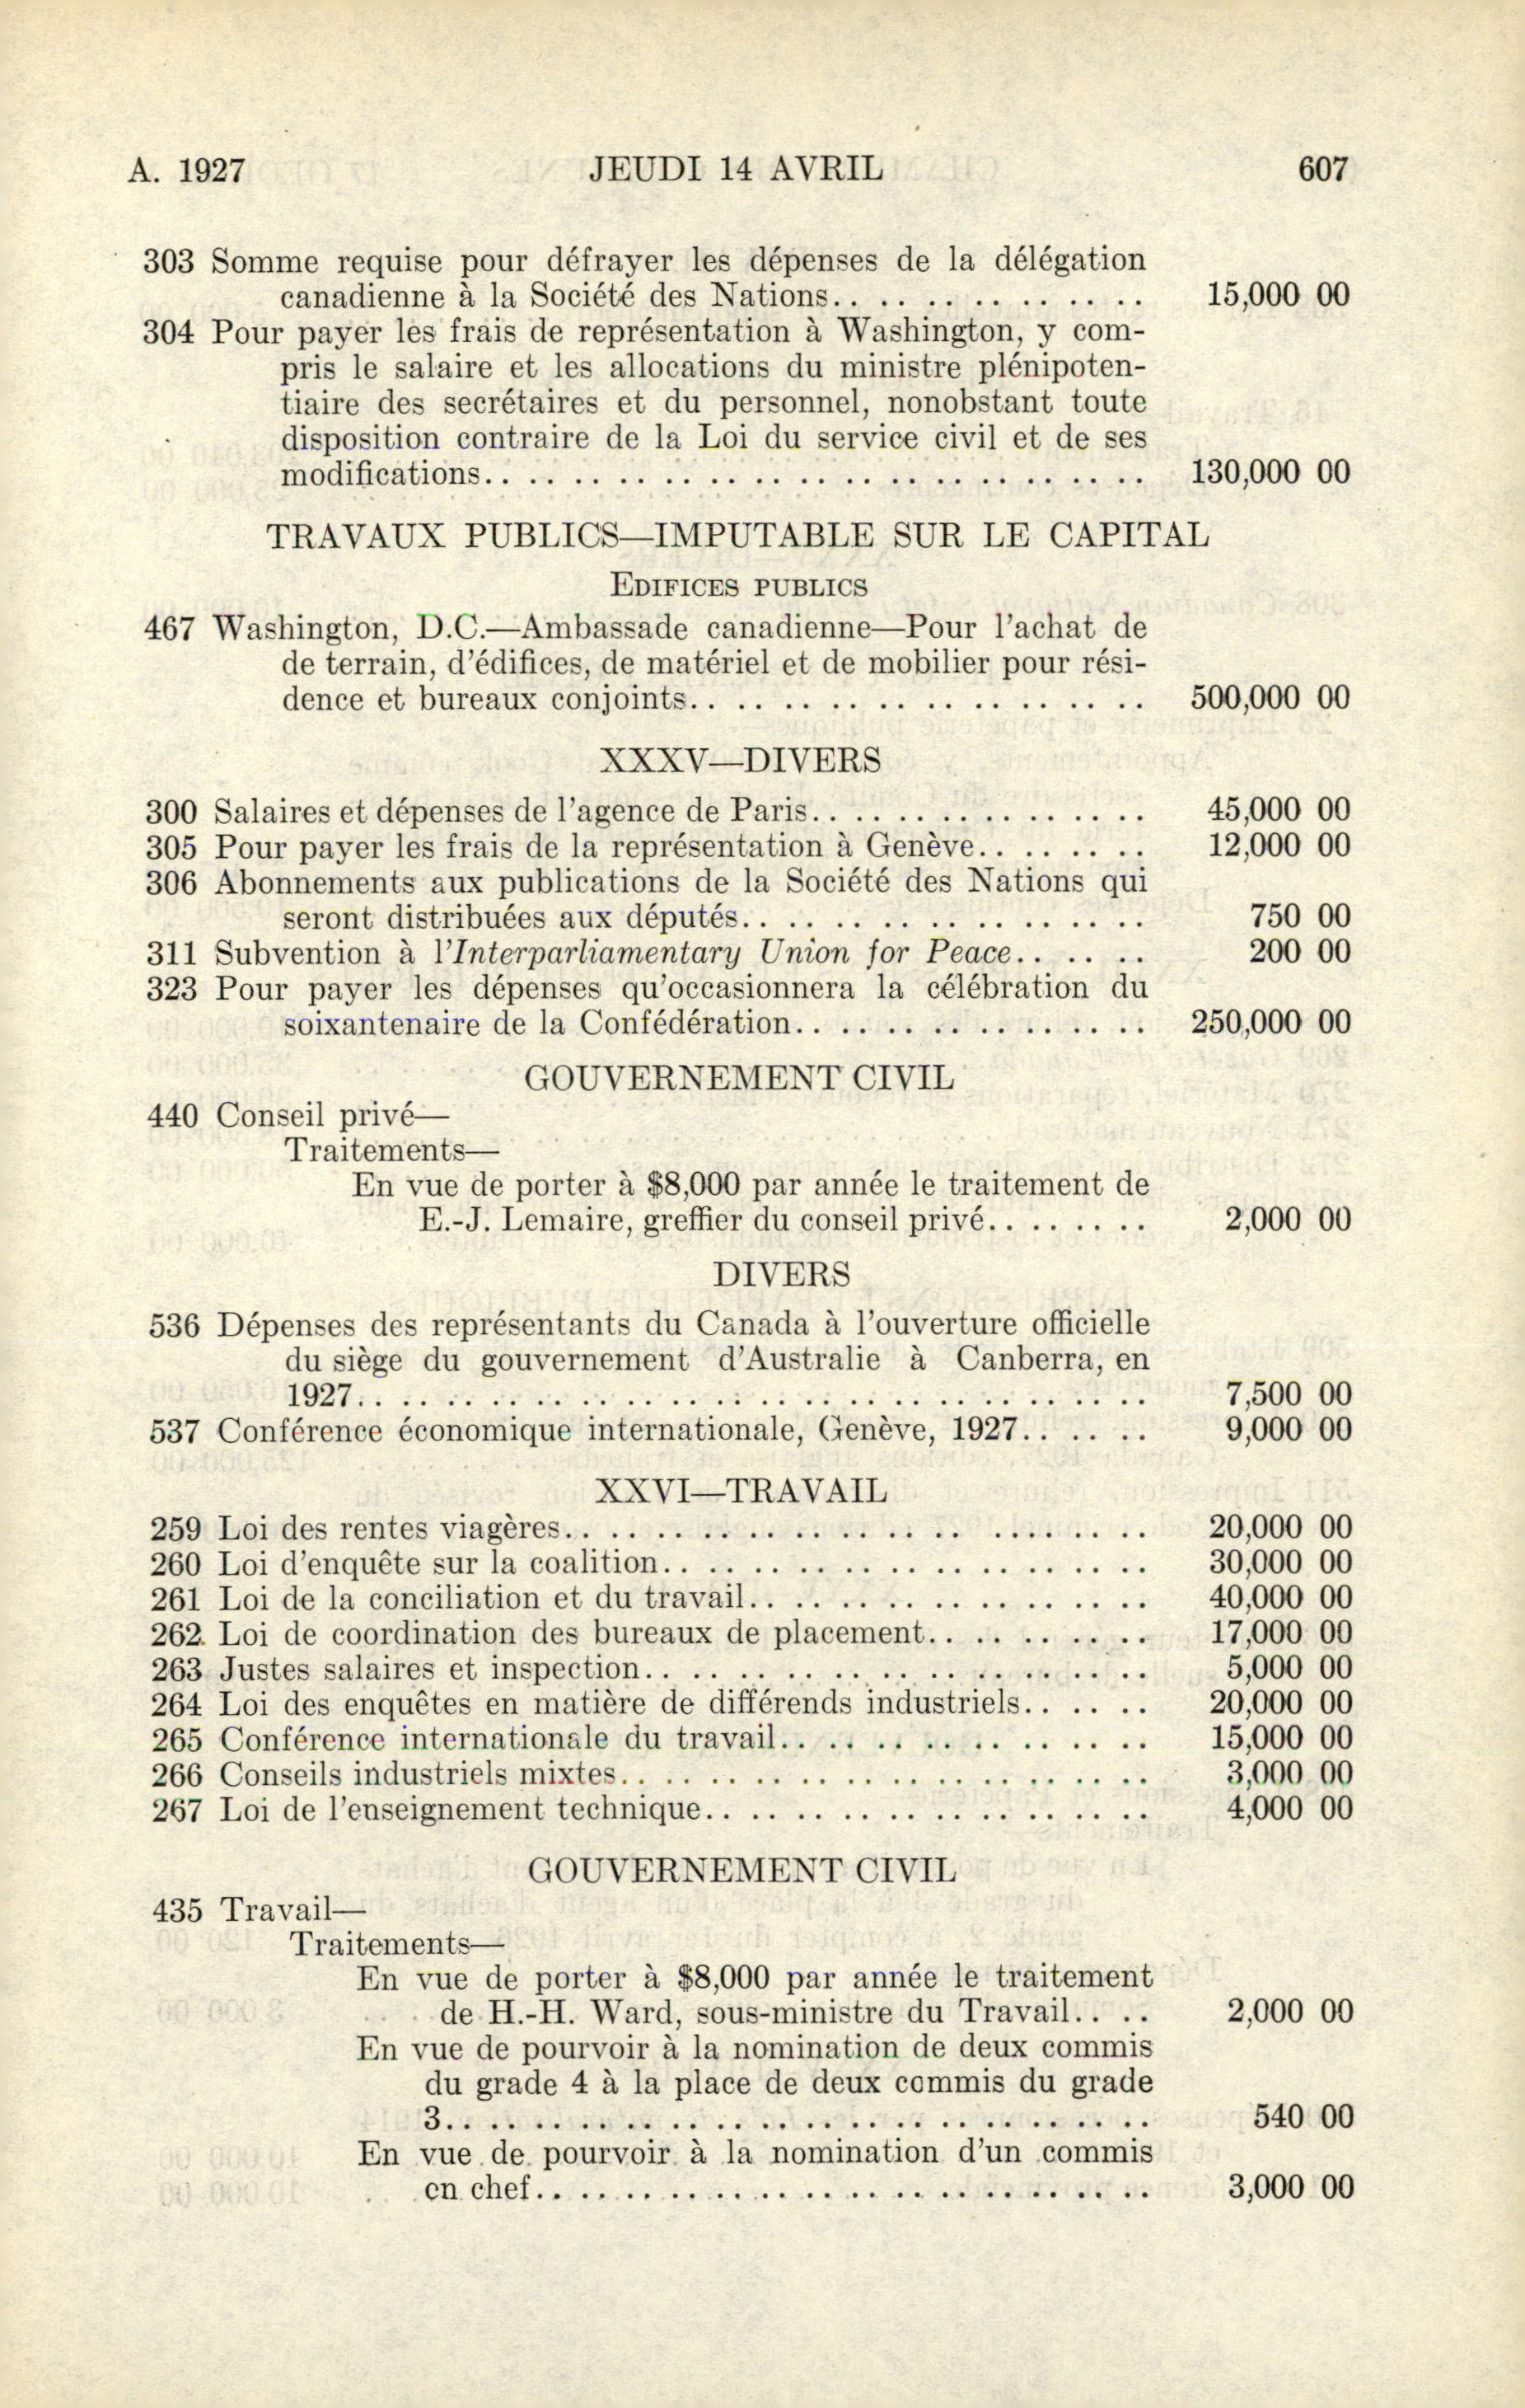 A. 1927 JEUDI 14 AVRIL 607
303 Somme requise pour défrayer les dépenses de la délégation
canadienne à la Société des Nations. . . . . . . . . . . . . . . 15,000 00
304 Pour payer les frais de représentation à Washington, y com-
pris le salaire et les allocations du ministre plénipoten-
tiaire des secrétaires et du personnel, nonobstant toute
disposition contraire de la Loi du service civil et de ses
modifications. . . . . . . . . . . . . . . . . . . . . . . . . . . . . . 130,000 00
TRAVAUX PUBLICS—IMPUTABLE SUR LE CAPITAL
EDIFICES PUBLICS
467 Washington, D.C.—Ambassade canadienne—Pour l'achat de
de terrain, d'édifices, de matériel et de mobilier pour rési-
dence et bureaux conjoints. . . . . . . . . . . . . . . . . . . . 500,000 00
XXXV—DIVERS
300 Salaires et dépenses de l'agence de Paris. . . . . . . . . . . . . . . 45,000 00
305 Pour payer les frais de la représentation à Genève. . . . . . . . 12,000 00
306 Abonnements aux publications de la Société des Nations qui
seront distribuées aux députés. . . . . . . . . . . . . . . . . . 750 00
311 Subvention à l'Interparliamentary Union for Peace. . . . . . 200 00
323 Pour payer les dépenses qu'occasionnera la célébration du
soixantenaire de la Confédération. . . . . . . . . . . . . . . . 250,000 00
GOUVERNEMENT CIVIL
440 Conseil privé—
Traitements—
En vue de porter à $8,000 par année le traitement de
E.-J. Lemaire, greffier du conseil privé. . . . . . . . 2,000 00
DIVERS
536 Dépenses des représentants du Canada à l'ouverture officielle
du siège du gouvernement d'Australie à Canberra, en
1927. . . . . . . . . . . . . . . . . . . . . . . . . . . . . . . . . . . . 7,500 00
537 Conférence économique internationale, Genève, 1927. . . . . . 9,000 00
XXVI—TRAVAIL
259 Loi des rentes viagères. . . . . . . . . . . . . . . . . . . . . . . . . . 20,000 00
260 Loi d'enquête sur la coalition. . . . . . . . . . . . . . . . . . . . . . 30,000 00
261 Loi de la conciliation et du travail. . . . . . . . . . . . . . . . . . 40,000 00
262. Loi de coordination des bureaux de placement. . . . . . . . . . 17,000 00
263 Justes salaires et inspection. . . . . . . . . . . . . . . . . . . . . . . 5,000 00
264 Loi des enquêtes en matière de différends industriels. . . . . . 20,000 00
265 Conférence internationale du travail. . . . . . . . . . . . . . . . . 15,000 00
266 Conseils industriels mixtes. . . . . . . . . . . . . . . . . . . . . . . . 3,000 00
267 Loi de l'enseignement technique. . . . . . . . . . . . . . . . . . . . 4,000 00
GOUVERNEMENT CIVIL
435 Travail—
Traitements—
En vue de porter à $8,000 par année le traitement
de H.-H. Ward, sous-ministre du Travail. . . . 2,000 00
En vue de pourvoir à la nomination de deux commis
du grade 4 à la place de deux commis du grade
3. . . . . . . . . . . . . . . . . . . . . . . . . . . . . . . . 540 00
En vue de pourvoir à la nomination d'un commis
en chef. . . . . . . . . . . . . . . . . . . . . . . . . . . . 3,000 00